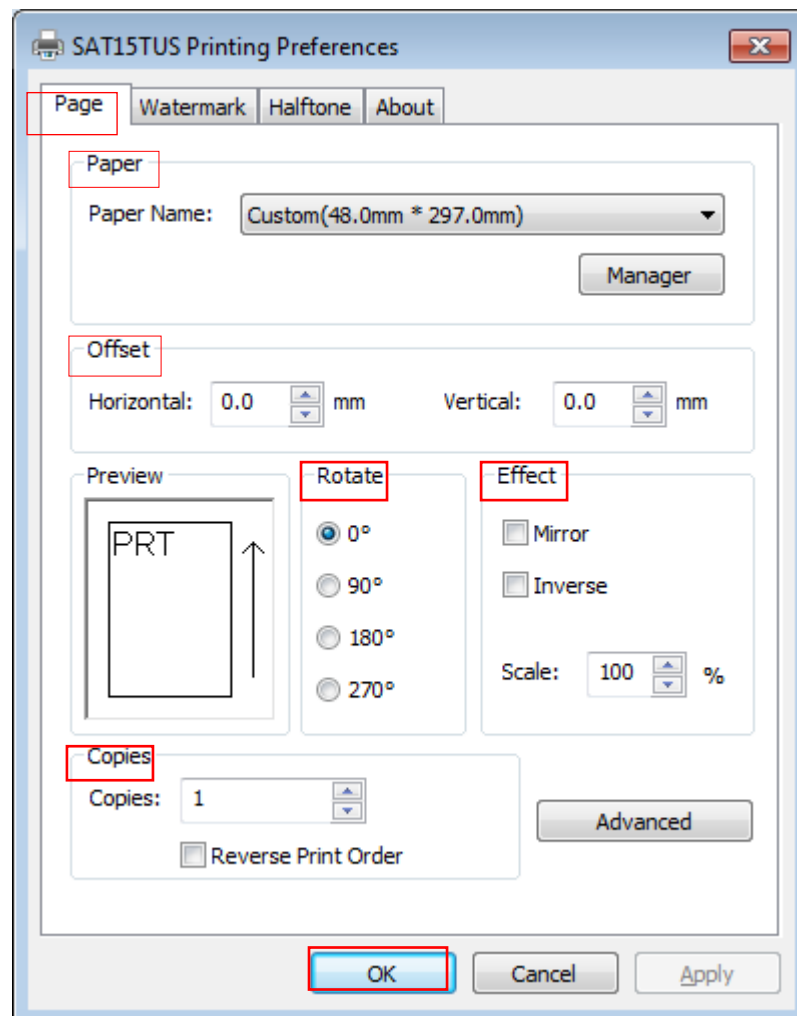 SAT15TUS Printing Preferences
Page Watermark Halftone About
Paper
Paper Name: Custom(48.0mm * 297.0mm)
Manager
Offset
Horizontal: 0.0 mm Vertical: 0.0 mm
Preview
PRT
Rotate
0°
90°
180°
270°
Effect
Mirror
Inverse
Scale: 100 %
Copies
Copies: 1
Reverse Print Order
Advanced
OK Cancel Apply